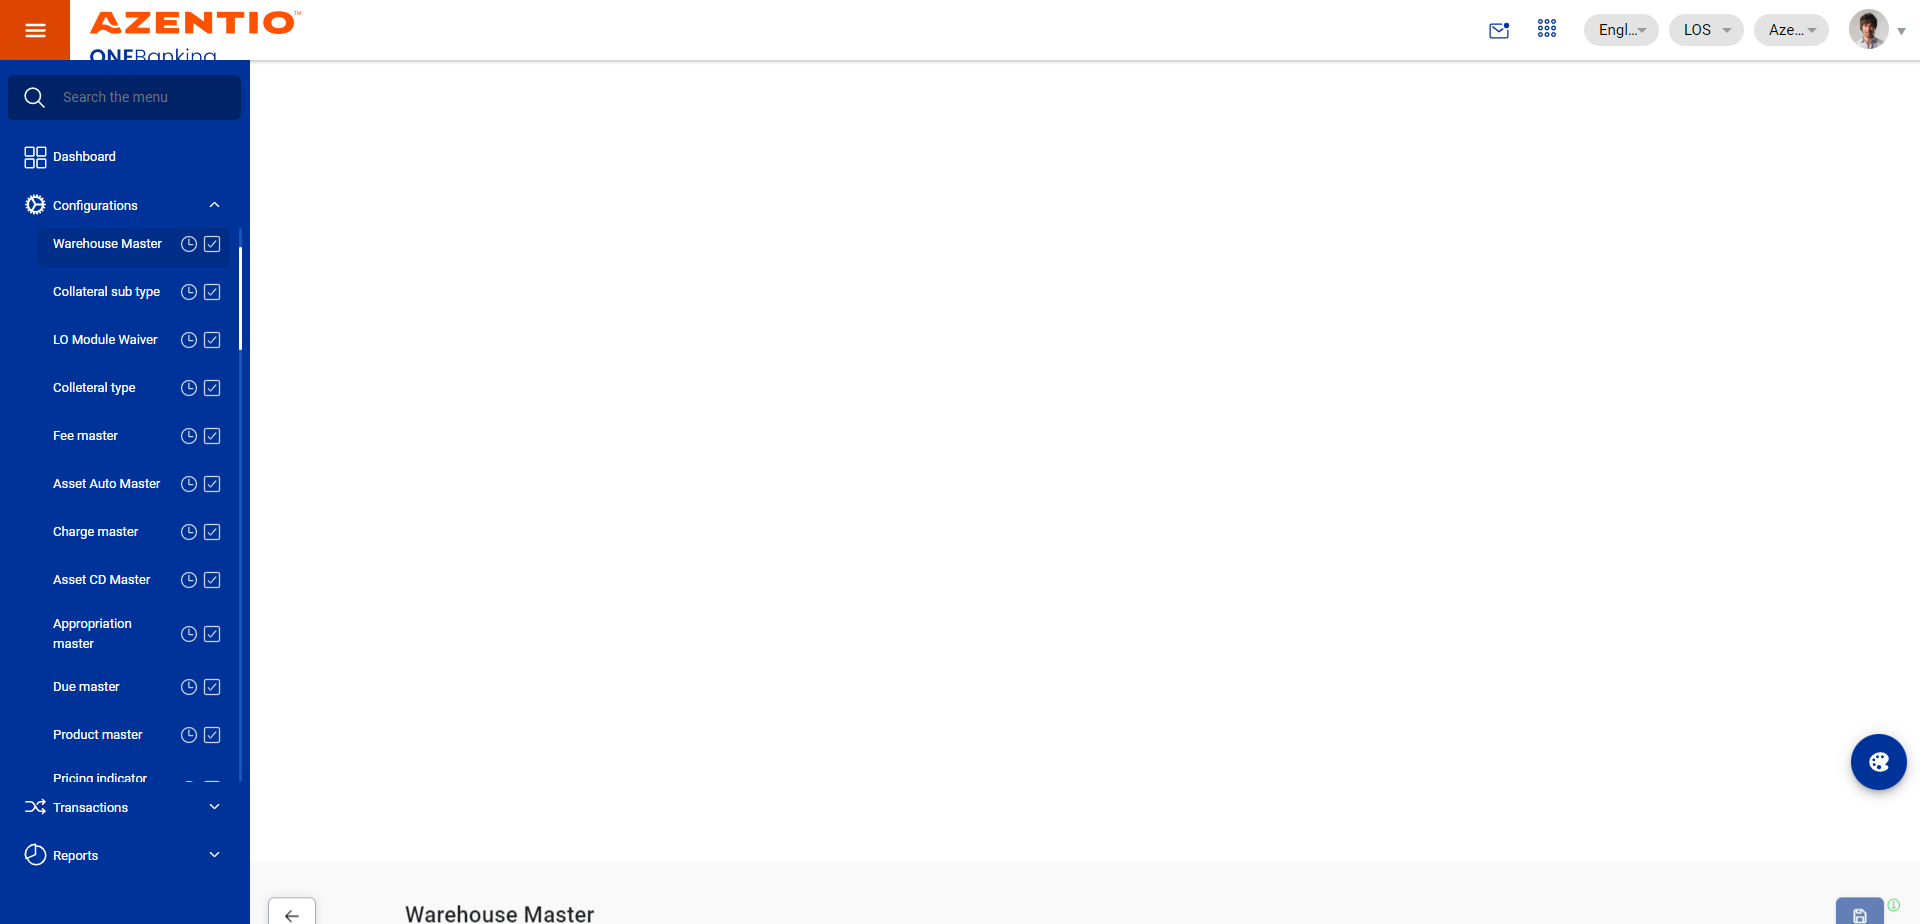 AZENTIO™
ONEBanking
Engl...
LOS
Aze...
Search the menu
Dashboard
Configurations
Warehouse Master
Collateral sub type
LO Module Waiver
Colleteral type
Fee master
Asset Auto Master
Charge master
Asset CD Master
Appropriation
master
Due master
Product master
Pricing indicator
Transactions
Reports
Warehouse Master